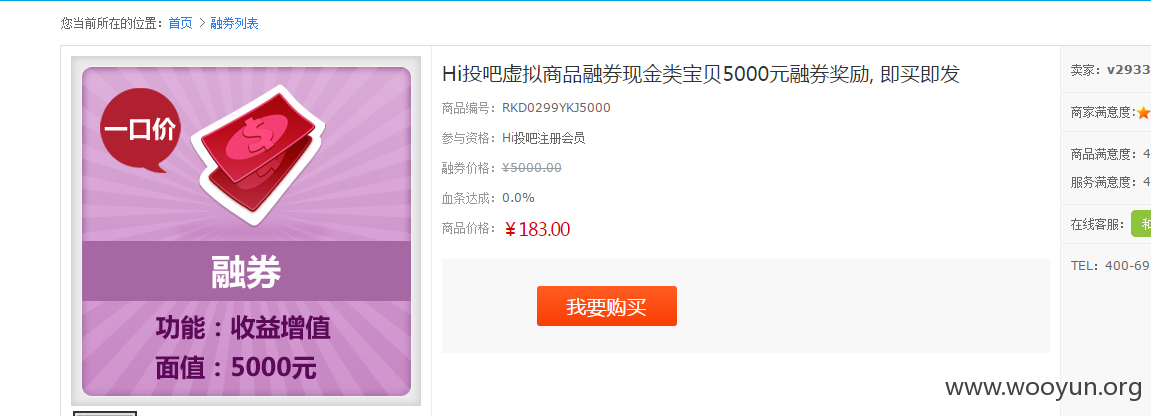 您当前所在的位置：首页 > 融券列表
一口价
融券
功能：收益增值
面值：5000元
Hi投吧虚拟商品融券现金类宝贝5000元融券奖励, 即买即发
商品编号：RKD0299YKJ5000
参与资格：Hi投吧注册会员
融券价格：¥5000.00
血条达成：0.0%
商品价格：￥183.00
我要购买
卖家：v2933
商家满意度:
商品满意度：4
服务满意度：4
在线客服：和
TEL：400-69
www.wooyun.org